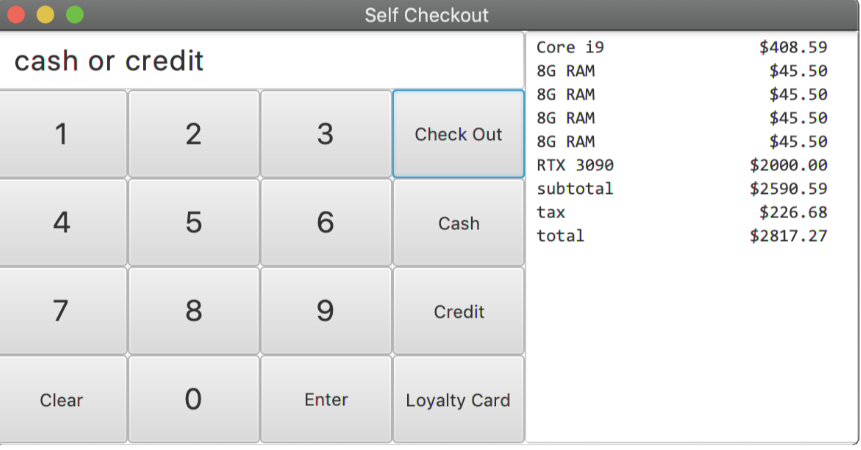 Self Checkout
cash or credit
1 2 3 Check Out
4 5 6 Cash
7 8 9 Credit
Clear 0 Enter Loyalty Card
Core i9 $408.59
8G RAM $45.50
8G RAM $45.50
8G RAM $45.50
8G RAM $45.50
RTX 3090 $2000.00
subtotal $2590.59
tax $226.68
total $2817.27